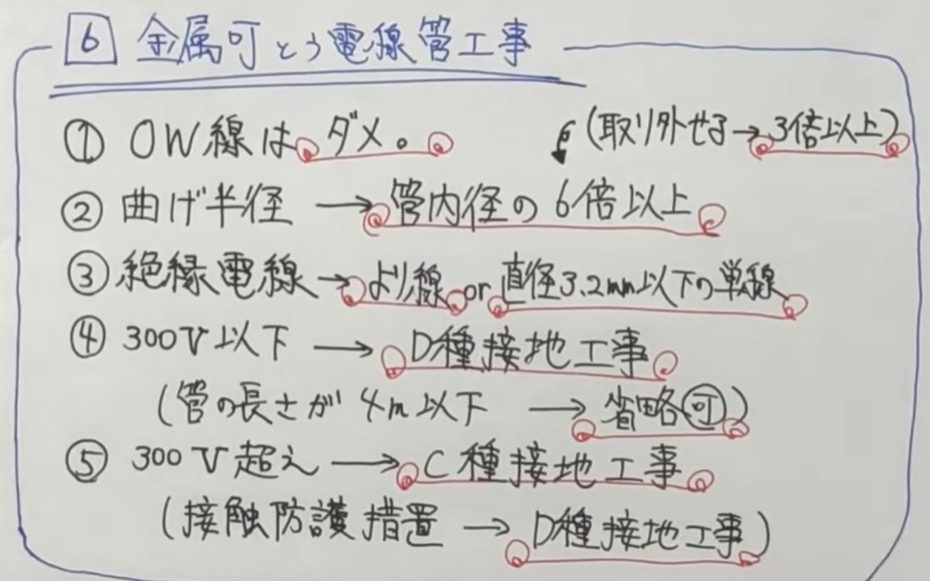 6 金属可とう電線管工事
① OW線はダメ。
(取り外せる→3倍以上)
② 曲げ半径 → 管内径の6倍以上
③ 絶縁電線→より線 or 直径3.2mm以下の単線
④ 300V以下 → D種接地工事
(管の長さが 4m以下 → 省略可)
⑤ 300V超え → C種接地工事
(接触防護措置 → D種接地工事)